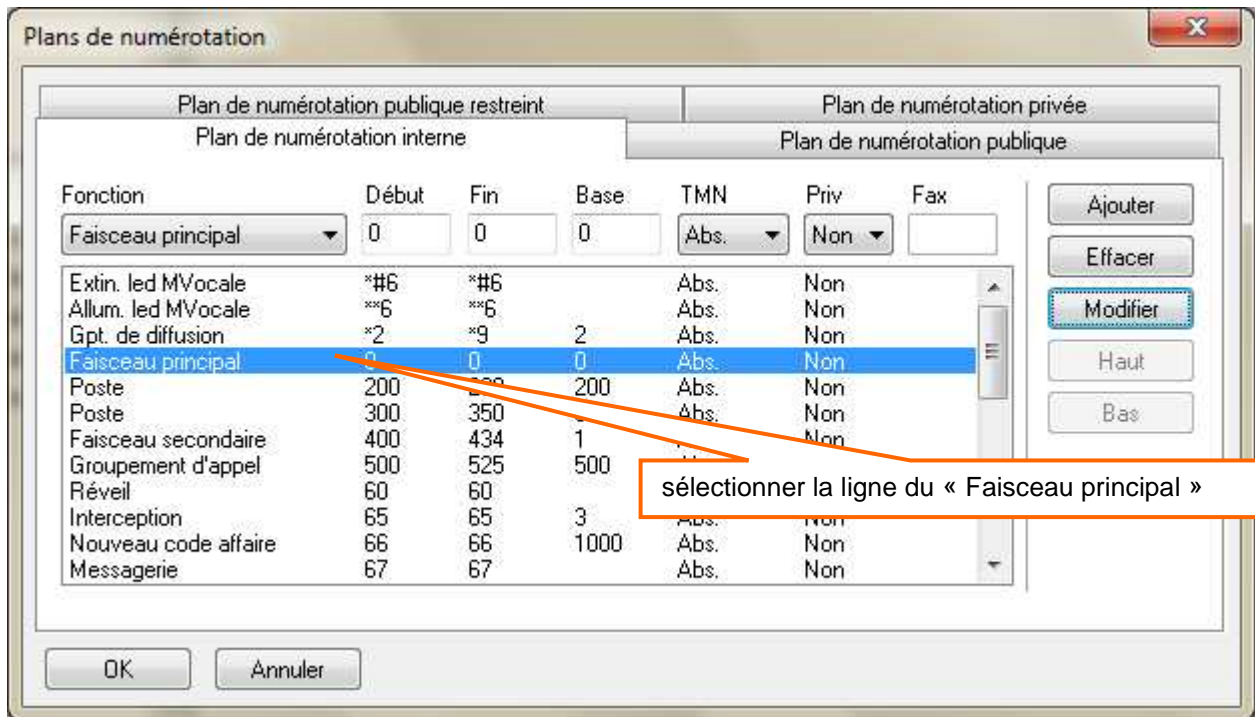 Plans de numérotation
Plan de numérotation publique restreint Plan de numérotation privée
Plan de numérotation interne Plan de numérotation publique
Fonction Début Fin Base TMN Priv Fax
Faisceau principal 0 0 0 Abs. Non
Ajouter
Effacer
Modifier
Haut
Bas
Extin. led MVocale *#6 *#6 Abs. Non
Allum. led MVocale **6 **6 Abs. Non
Gpt. de diffusion *2 *9 2 Abs. Non
Faisceau principal 0 0 0 Abs. Non
Poste 200 200 Abs. Non
Poste 300 350 Abs. Non
Faisceau secondaire 400 434 1 Non
Groupement d'appel 500 525 500
Réveil 60 60
Interception 65 65 3 Abs. Non
Nouveau code affaire 66 66 1000 Abs. Non
Messagerie 67 67 Abs. Non
sélectionner la ligne du « Faisceau principal »
OK Annuler